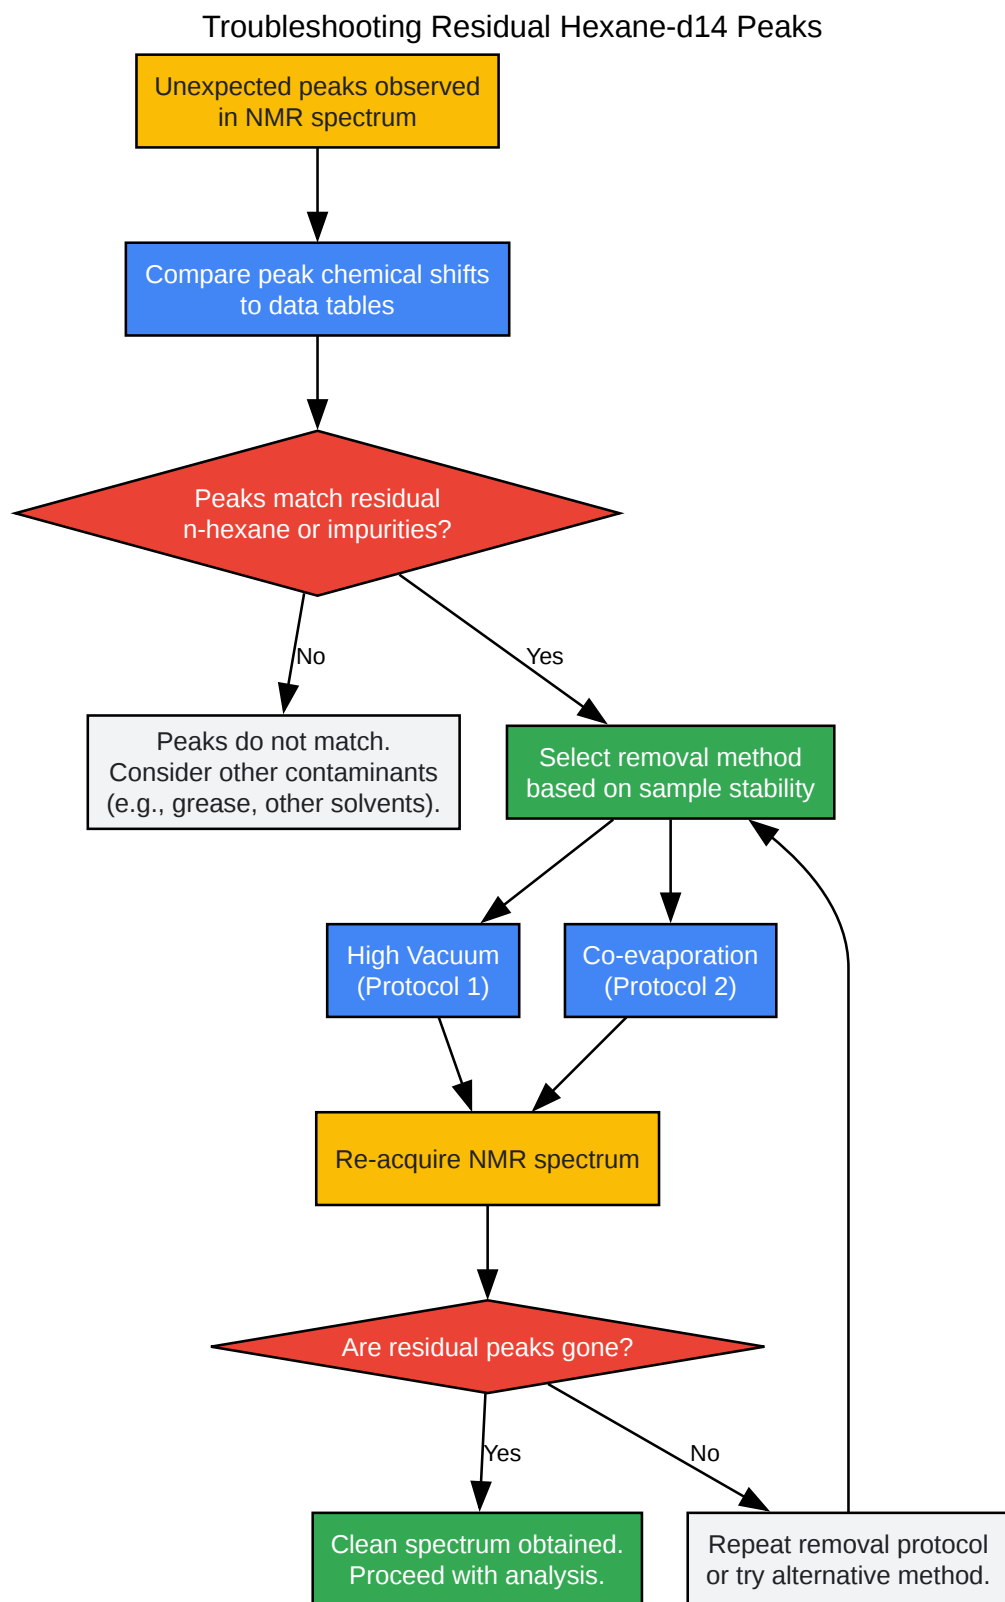 Troubleshooting Residual Hexane-d14 Peaks
Unexpected peaks observed
in NMR spectrum
Compare peak chemical shifts
to data tables
Peaks match residual
n-hexane or impurities?
No
Yes
Peaks do not match.
Consider other contaminants
(e.g., grease, other solvents).
Select removal method
based on sample stability
High Vacuum
(Protocol 1)
Co-evaporation
(Protocol 2)
Re-acquire NMR spectrum
Are residual peaks gone?
Yes
No
Clean spectrum obtained.
Proceed with analysis.
Repeat removal protocol
or try alternative method.